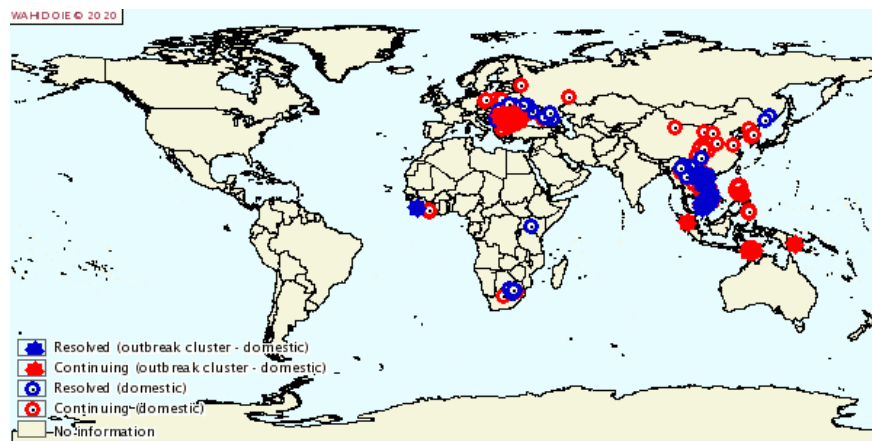 WAHIDOIE © 2020
Resolved (outbreak cluster - domestic)
Continuing (outbreak cluster - domestic)
Resolved (domestic)
Continuing (domestic)
No information